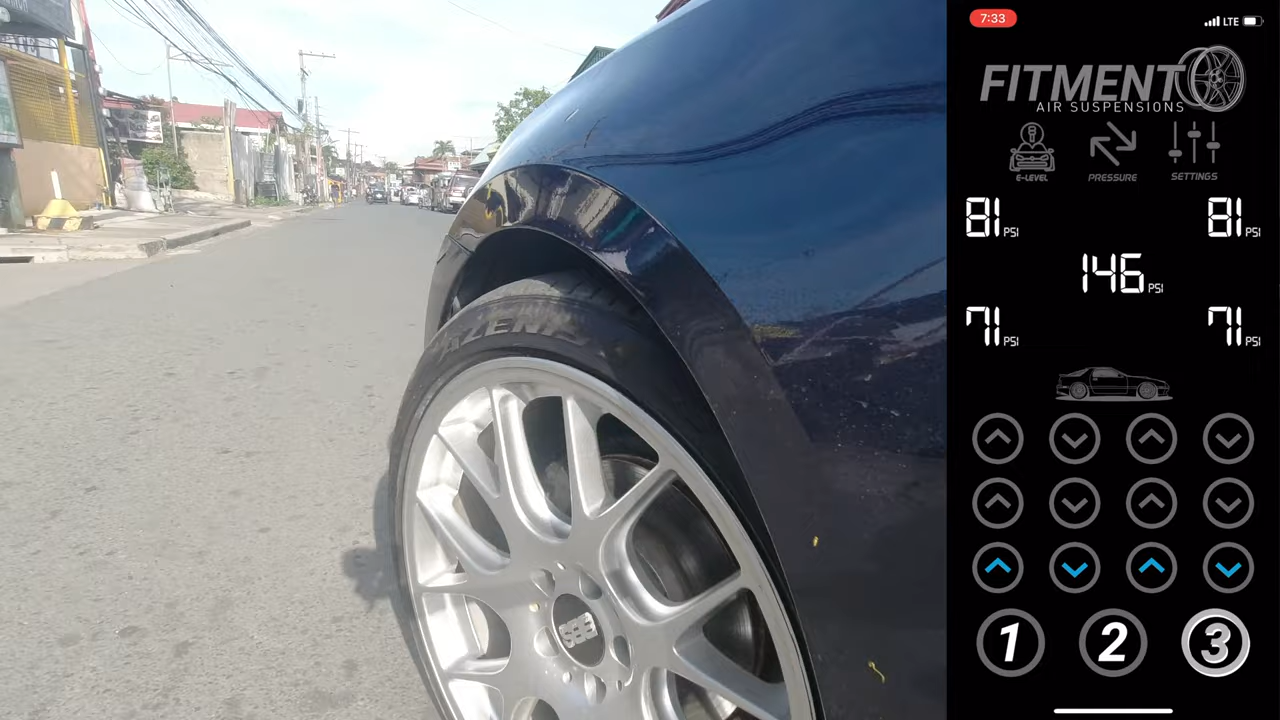 AZENIS
BBS
7:33
LTE
FITMENT
AIR SUSPENSIONS
E-LEVEL
PRESSURE
SETTINGS
81 PSI
81 PSI
146 PSI
71 PSI
71 PSI
1
2
3